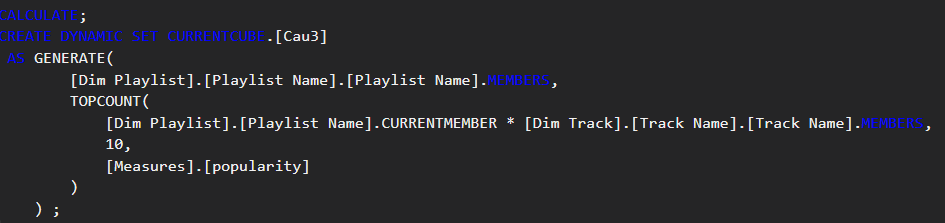 CALCULATE;
CREATE DYNAMIC SET CURRENTCUBE.[Cau3]
AS GENERATE(
[Dim Playlist].[Playlist Name].[Playlist Name].MEMBERS,
TOPCOUNT(
[Dim Playlist].[Playlist Name].CURRENTMEMBER * [Dim Track].[Track Name].[Track Name].MEMBERS,
10,
[Measures].[popularity]
)
) ;